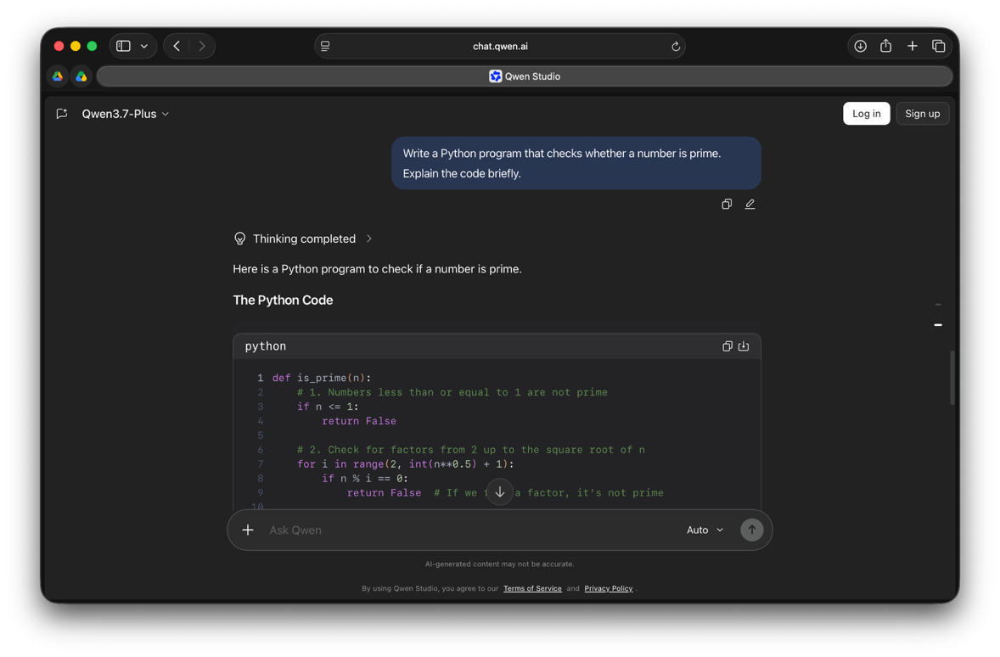 chat.qwen.ai
Qwen Studio
Qwen3.7-Plus
Log in
Sign up
Write a Python program that checks whether a number is prime.
Explain the code briefly.
Thinking completed
Here is a Python program to check if a number is prime.
The Python Code
python
1 def is_prime(n):
2     # 1. Numbers less than or equal to 1 are not prime
3     if n <= 1:
4         return False
5
6     # 2. Check for factors from 2 up to the square root of n
7     for i in range(2, int(n**0.5) + 1):
8         if n % i == 0:
9             return False  # If we a factor, it's not prime
10
Ask Qwen
Auto
AI-generated content may not be accurate.
By using Qwen Studio, you agree to our Terms of Service and Privacy Policy .